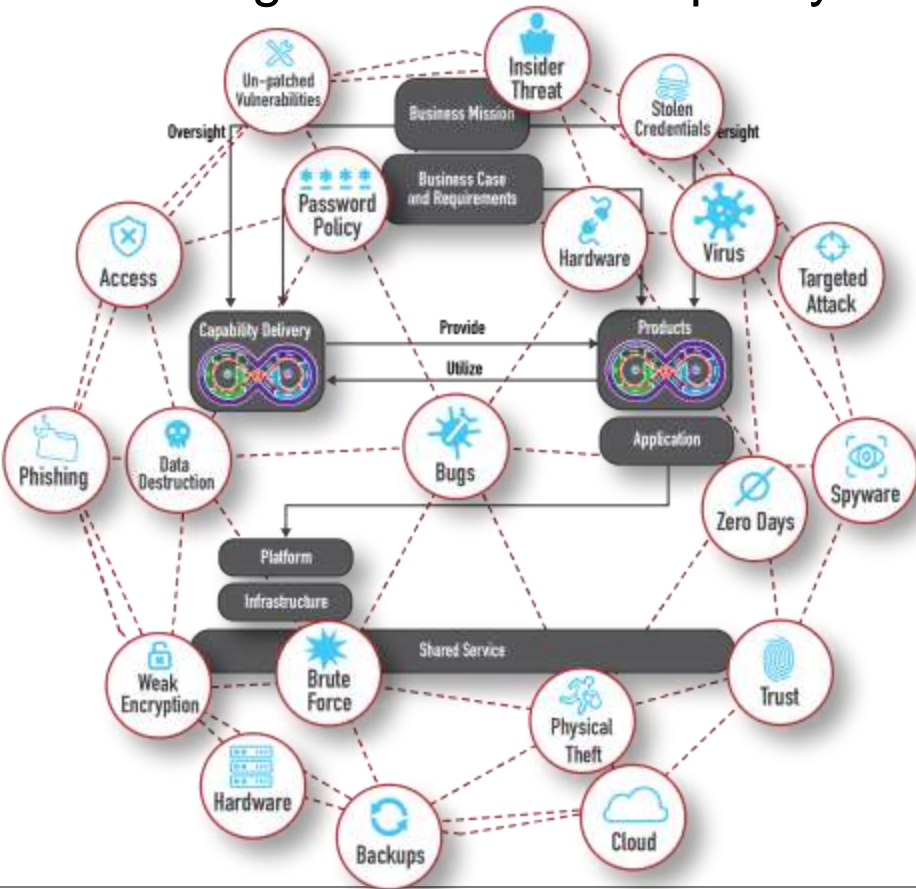 Un-patched
Vulnerabilities
Insider
Threat
Stolen
Credentials
Business Mission
Oversight
ersight
Business Case
and Requirements
* * * *
Password
Policy
Hardware
Virus
Access
Targeted
Attack
Capability Delivery
Provide
Products
Utilize
Application
Phishing
Data
Destruction
Bugs
Zero Days
Spyware
Platform
Infrastructure
Shared Service
Weak
Encryption
Brute
Force
Physical
Theft
Trust
Hardware
Backups
Cloud